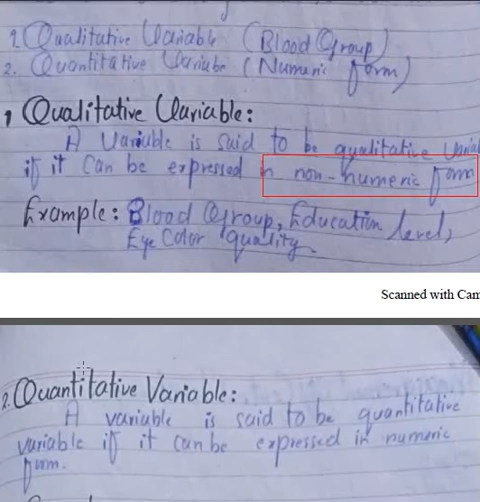 1. Qualitative Variable (Blood Group)
2. Quantitative Variabe (Numeric form)
1, Qualitative Variable:
A Variable is said to be qualitative
if it can be expressed in non-numeric form
Example: Blood Group, Education level,
Eye Color quality
Scanned with Cam
2. Quantitative Variable:
A variable is said to be quantitative
variable if it can be expressed in numeric
form.